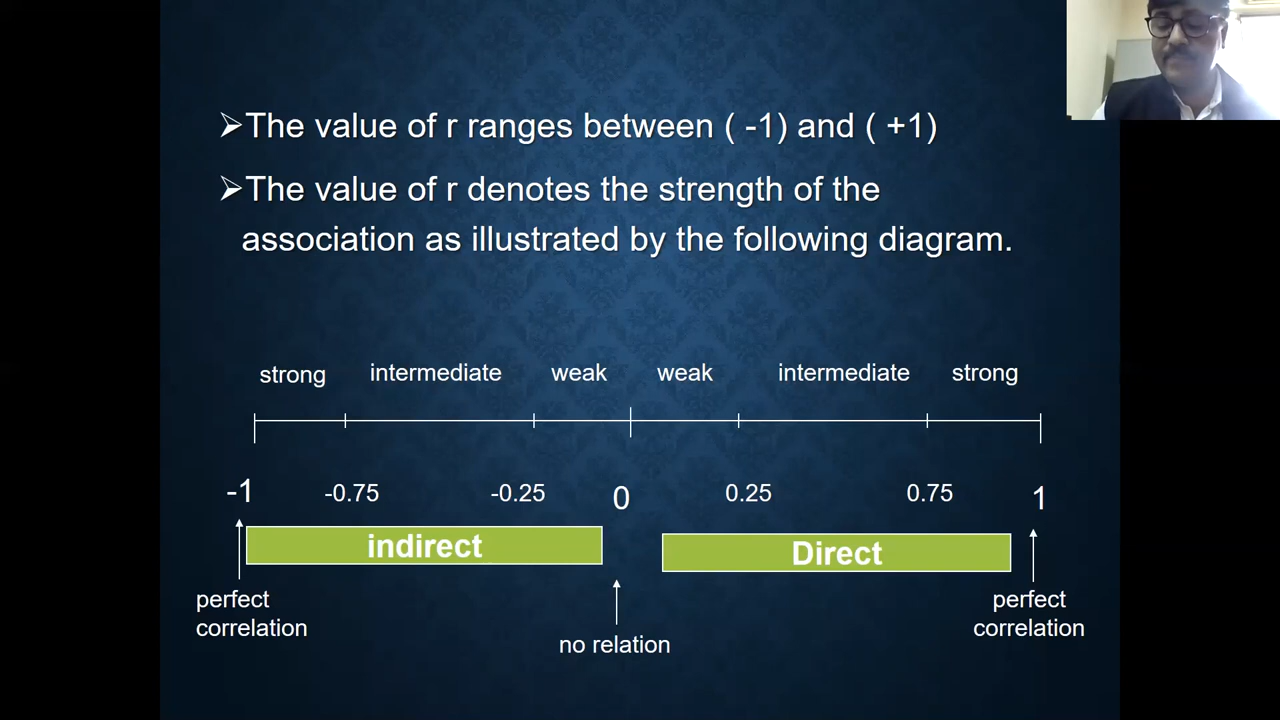 ➢The value of r ranges between ( -1) and ( +1)
➢The value of r denotes the strength of the
association as illustrated by the following diagram.
strong intermediate weak weak intermediate strong
-1 -0.75 -0.25 0 0.25 0.75 1
indirect Direct
perfect
correlation
no relation
perfect
correlation